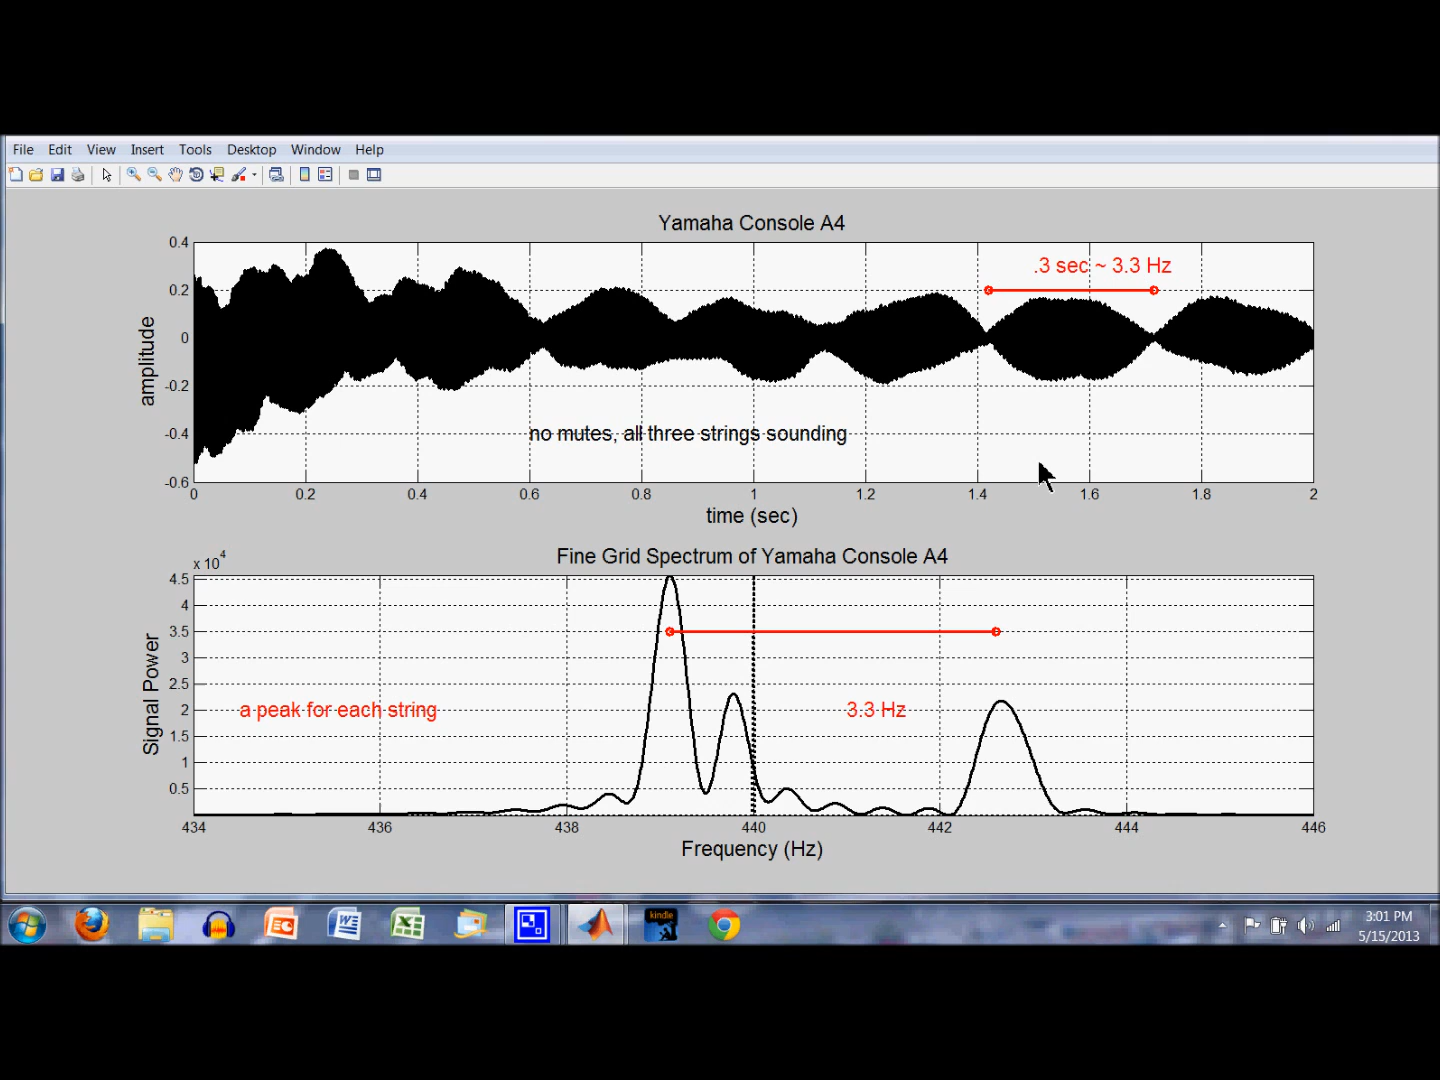 File Edit View Insert Tools Desktop Window Help
Yamaha Console A4
0.4
.3 sec ~ 3.3 Hz
0.2
0
amplitude
-0.2
-0.4
no mutes, all three strings sounding
-0.6
0 0.2 0.4 0.6 0.8 1 1.2 1.4 1.6 1.8 2
time (sec)
Fine Grid Spectrum of Yamaha Console A4
x 10^4
4.5
4
3.5
3
2.5
Signal Power
2
a peak for each string
3.3 Hz
1.5
1
0.5
434 436 438 440 442 444 446
Frequency (Hz)
kindle
3:01 PM
5/15/2013